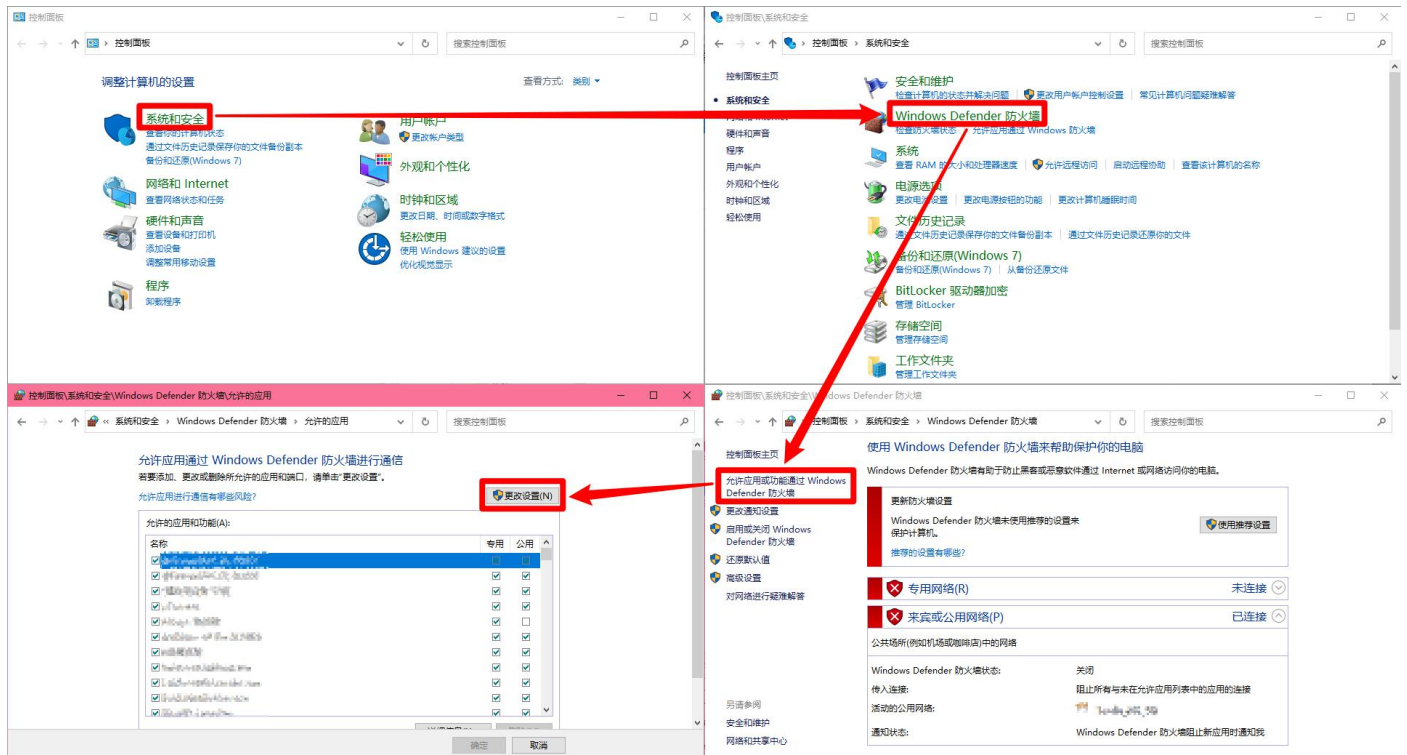 控制面板
控制面板
搜索控制面板
调整计算机的设置
查看方式: 类别
系统和安全
查看你的计算机状态
通过文件历史记录保存你的文件备份副本
备份和还原(Windows 7)
网络和 Internet
查看网络状态和任务
硬件和声音
查看设备和打印机
添加设备
调整常用移动设置
程序
卸载程序
用户帐户
更改帐户类型
外观和个性化
时钟和区域
更改日期、时间或数字格式
轻松使用
使用 Windows 建议的设置
优化视觉显示
控制面板\系统和安全
控制面板 › 系统和安全
搜索控制面板
控制面板主页
系统和安全
网络和 Internet
硬件和声音
程序
用户帐户
外观和个性化
时钟和区域
轻松使用
安全和维护
检查计算机的状态并解决问题 更改用户帐户控制设置 常见计算机问题疑难解答
Windows Defender 防火墙
检查防火墙状态 允许应用通过 Windows 防火墙
系统
查看 RAM 的大小和处理器速度 允许远程访问 启动远程协助 查看该计算机的名称
电源选项
更改电池设置 更改电源按钮的功能 更改计算机睡眠时间
文件历史记录
通过文件历史记录保存你的文件备份副本 通过文件历史记录还原你的文件
备份和还原(Windows 7)
备份和还原(Windows 7) 从备份还原文件
BitLocker 驱动器加密
管理 BitLocker
存储空间
管理存储空间
工作文件夹
管理工作文件夹
控制面板\系统和安全\Windows Defender 防火墙\允许的应用
« 系统和安全 › Windows Defender 防火墙 › 允许的应用
搜索控制面板
允许应用通过 Windows Defender 防火墙进行通信
若要添加、更改或删除所允许的应用和端口，请单击"更改设置"。
允许应用进行通信有哪些风险?
更改设置(N)
允许的应用和功能(A):
名称 专用 公用
确定 取消
控制面板\系统和安全\Windows Defender 防火墙
控制面板 › 系统和安全 › Windows Defender 防火墙
搜索控制面板
控制面板主页
允许应用或功能通过 Windows
Defender 防火墙
更改通知设置
启用或关闭 Windows
Defender 防火墙
还原默认值
高级设置
对网络进行疑难解答
另请参阅
安全和维护
网络和共享中心
使用 Windows Defender 防火墙来帮助保护你的电脑
Windows Defender 防火墙有助于防止黑客或恶意软件通过 Internet 或网络访问你的电脑。
更新防火墙设置
Windows Defender 防火墙未使用推荐的设置来
保护计算机。
使用推荐设置
推荐的设置有哪些?
专用网络(R) 未连接
来宾或公用网络(P) 已连接
公共场所(例如机场或咖啡店)中的网络
Windows Defender 防火墙状态: 关闭
传入连接: 阻止所有与未在允许应用列表中的应用的连接
活动的公用网络:
通知状态: Windows Defender 防火墙阻止新应用时通知我